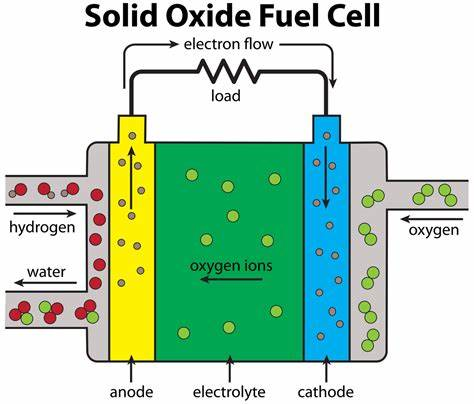 Solid Oxide Fuel Cell
electron flow
load
hydrogen
oxygen
water
oxygen ions
anode
electrolyte
cathode